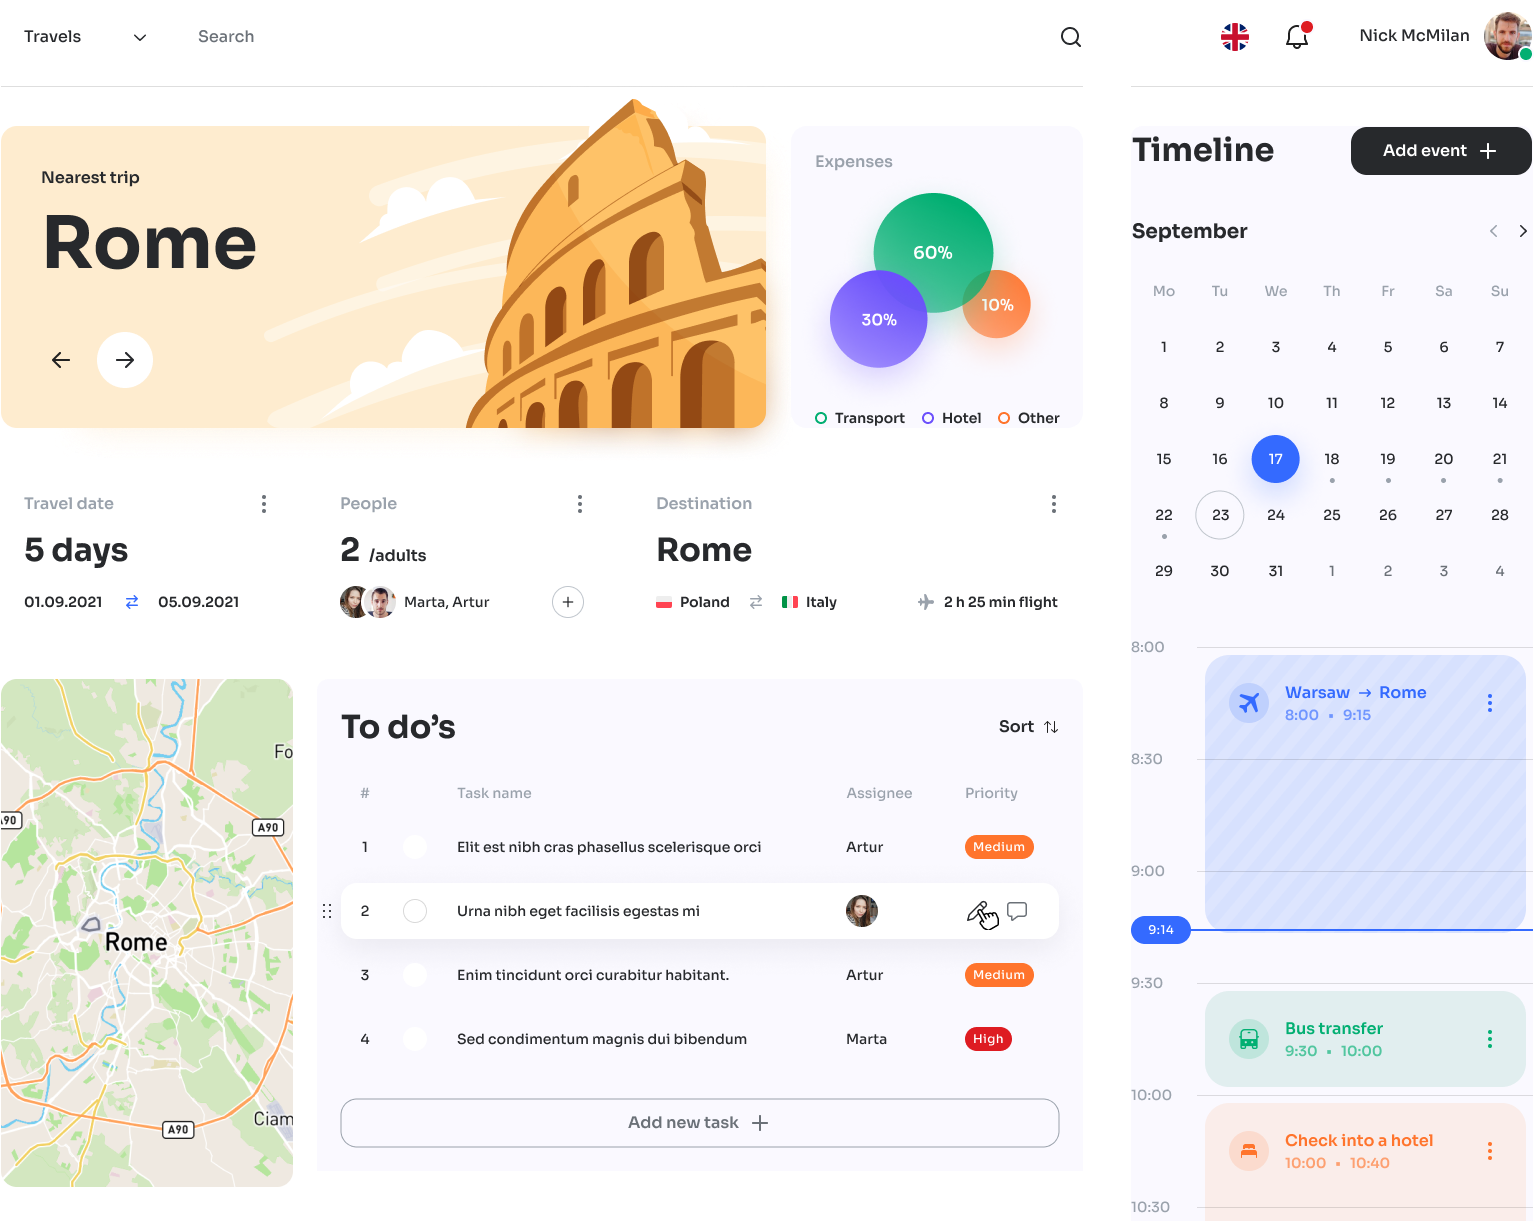 Travels
Search
Nick McMilan
Nearest trip
Rome
Expenses
60%
30%
10%
Transport
Hotel
Other
Travel date
5 days
01.09.2021
05.09.2021
People
2 /adults
Marta, Artur
Destination
Rome
Poland
Italy
2 h 25 min flight
Fo
A90
A90
Rome
Ciam
A90
To do’s
Sort
# Task name Assignee Priority
1 Elit est nibh cras phasellus scelerisque orci Artur Medium
2 Urna nibh eget facilisis egestas mi
3 Enim tincidunt orci curabitur habitant. Artur Medium
4 Sed condimentum magnis dui bibendum Marta High
Add new task +
Timeline
Add event +
September
Mo Tu We Th Fr Sa Su
1 2 3 4 5 6 7
8 9 10 11 12 13 14
15 16 17 18 19 20 21
22 23 24 25 26 27 28
29 30 31 1 2 3 4
8:00
Warsaw → Rome
8:00 • 9:15
8:30
9:00
9:14
9:30
Bus transfer
9:30 • 10:00
10:00
Check into a hotel
10:00 • 10:40
10:30